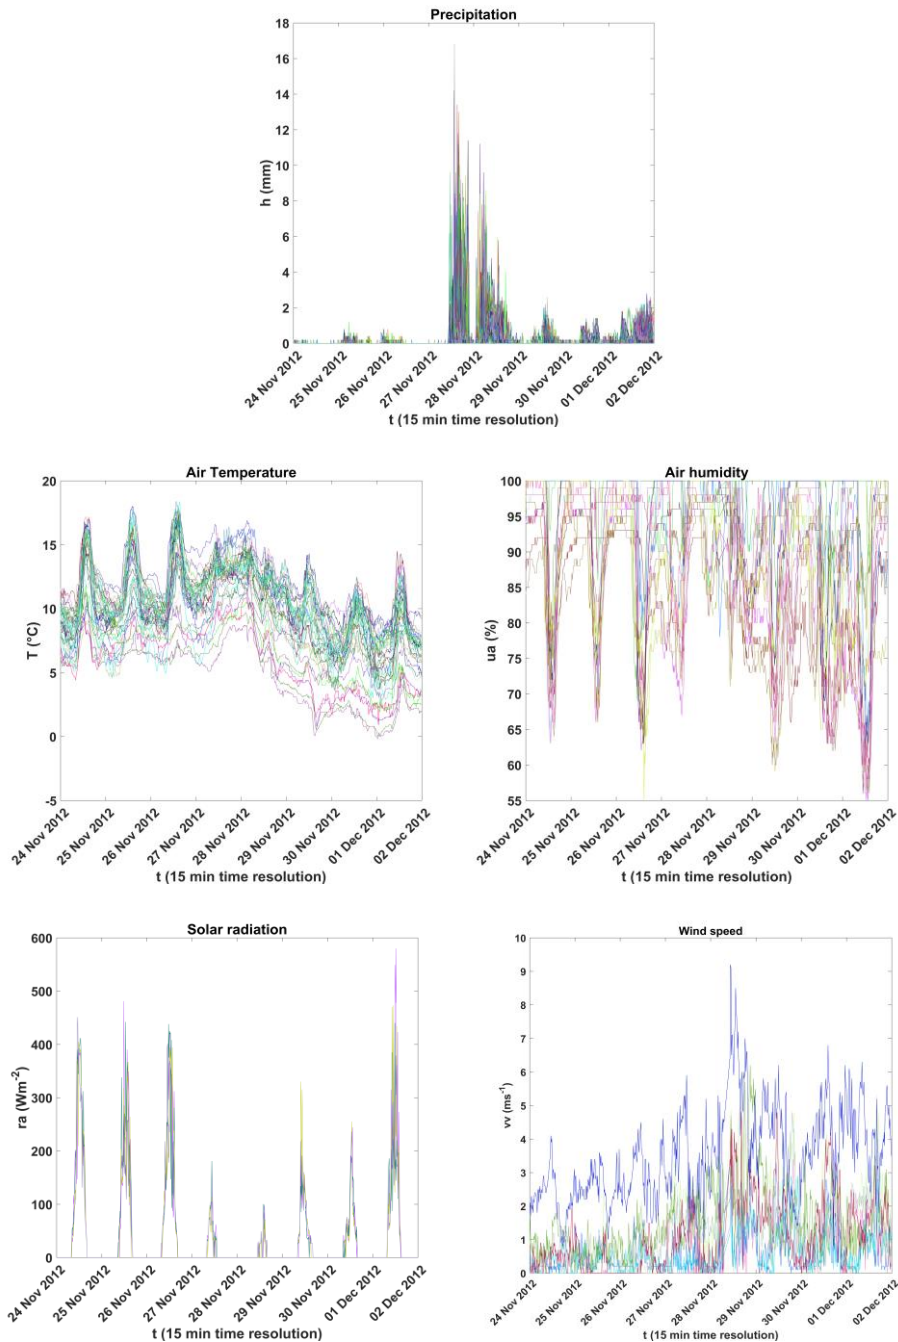 Precipitation
18
16
14
12
10
8
6
4
2
0
h (mm)
24 Nov 2012
25 Nov 2012
26 Nov 2012
27 Nov 2012
28 Nov 2012
29 Nov 2012
30 Nov 2012
01 Dec 2012
02 Dec 2012
t (15 min time resolution)
Air Temperature
20
15
10
5
0
-5
T (°C)
24 Nov 2012
25 Nov 2012
26 Nov 2012
27 Nov 2012
28 Nov 2012
29 Nov 2012
30 Nov 2012
01 Dec 2012
02 Dec 2012
t (15 min time resolution)
Air humidity
100
95
90
85
80
75
70
65
60
55
ua (%)
24 Nov 2012
25 Nov 2012
26 Nov 2012
27 Nov 2012
28 Nov 2012
29 Nov 2012
30 Nov 2012
01 Dec 2012
02 Dec 2012
t (15 min time resolution)
Solar radiation
600
500
400
300
200
100
0
ra (Wm⁻²)
24 Nov 2012
25 Nov 2012
26 Nov 2012
27 Nov 2012
28 Nov 2012
29 Nov 2012
30 Nov 2012
01 Dec 2012
02 Dec 2012
t (15 min time resolution)
Wind speed
10
9
8
7
6
5
4
3
2
1
0
vv (ms⁻¹)
24 Nov 2012
25 Nov 2012
26 Nov 2012
27 Nov 2012
28 Nov 2012
29 Nov 2012
30 Nov 2012
01 Dec 2012
02 Dec 2012
t (15 min time resolution)